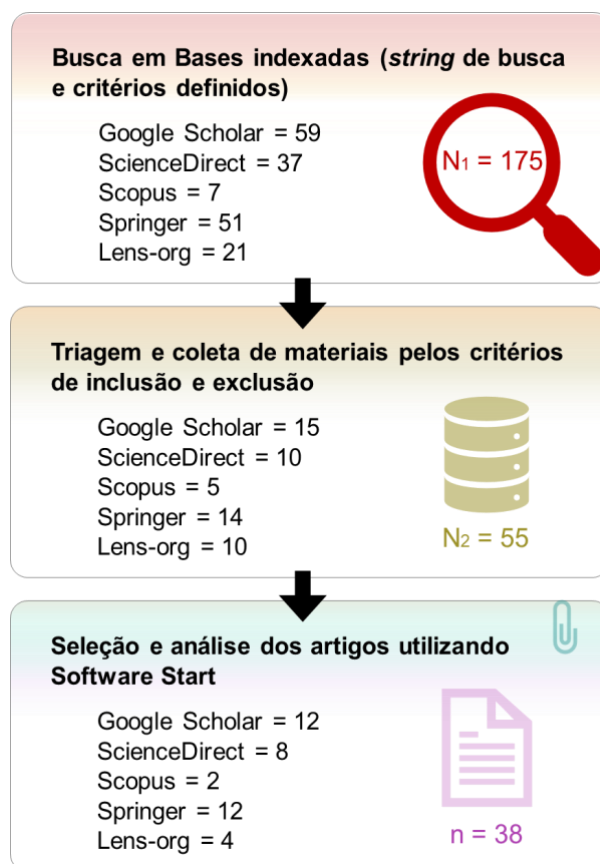 Busca em Bases indexadas (string de busca
e critérios definidos)
Google Scholar = 59
ScienceDirect = 37
Scopus = 7
Springer = 51
Lens-org = 21
N₁ = 175
Triagem e coleta de materiais pelos critérios
de inclusão e exclusão
Google Scholar = 15
ScienceDirect = 10
Scopus = 5
Springer = 14
Lens-org = 10
N₂ = 55
Seleção e análise dos artigos utilizando
Software Start
Google Scholar = 12
ScienceDirect = 8
Scopus = 2
Springer = 12
Lens-org = 4
n = 38